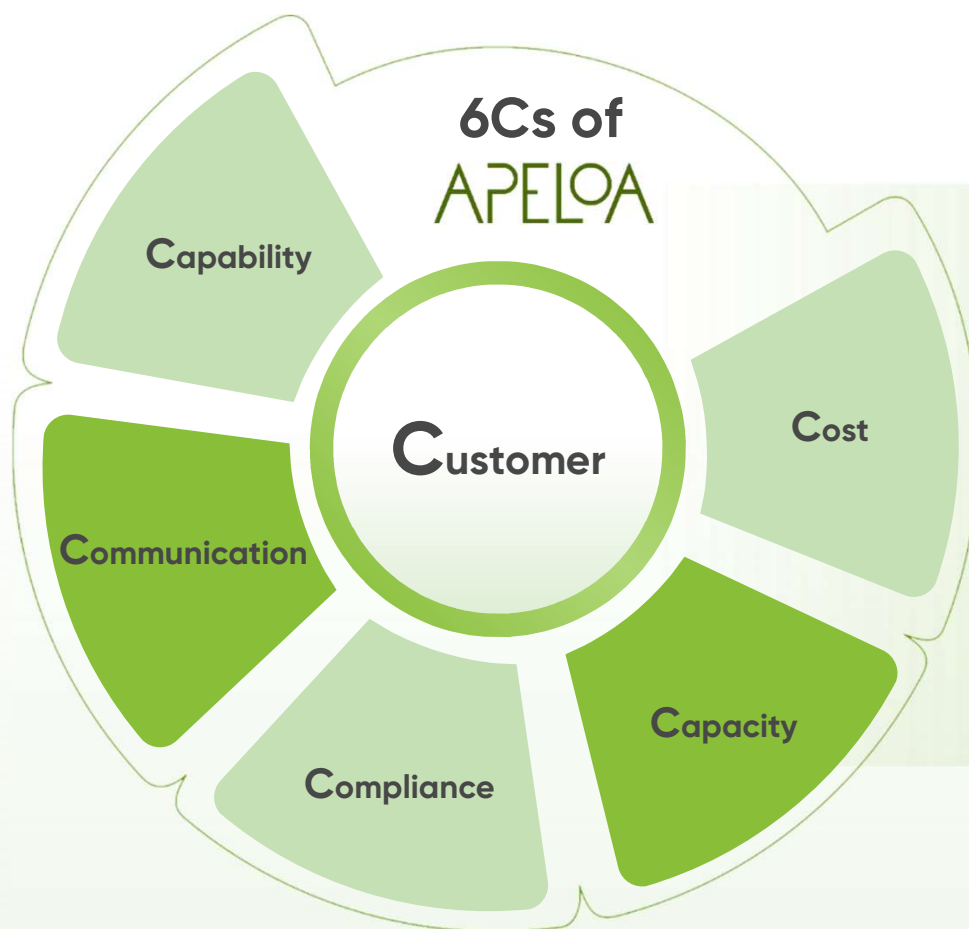 6Cs of
APELOA
Capability
Customer
Cost
Communication
Capacity
Compliance